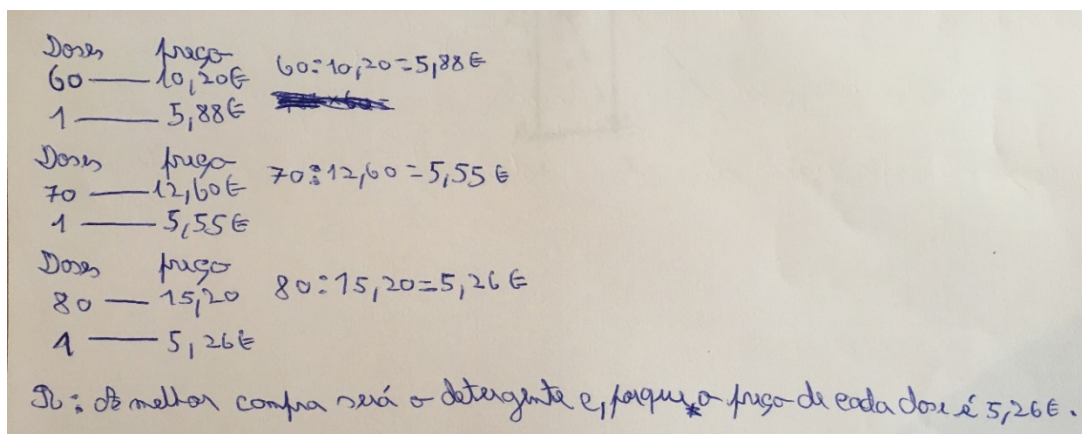 Doses preço
60 — 10,20€ 60:10,20=5,88€
1 — 5,88€
Doses preço
70 — 12,60€ 70:12,60=5,55€
1 — 5,55€
Doses preço
80 — 15,20 80:15,20=5,26€
1 — 5,26€
R: A melhor compra será o detergente C, porque o preço de cada dose é 5,26€.